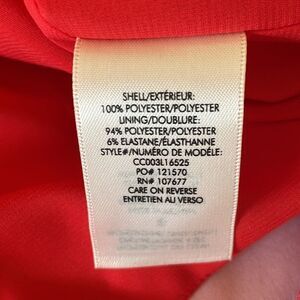 SHELL/EXTÉRIEUR:
100% POLYESTER/POLYESTER
LINING/DOUBLURE:
94% POLYESTER/POLYESTER
6% ELASTANE/ÉLASTHANNE
STYLE#/NUMÉRO DE MODÈLE:
CC003L16525
PO# 121570
RN# 107677
CARE ON REVERSE
ENTRETIEN AU VERSO